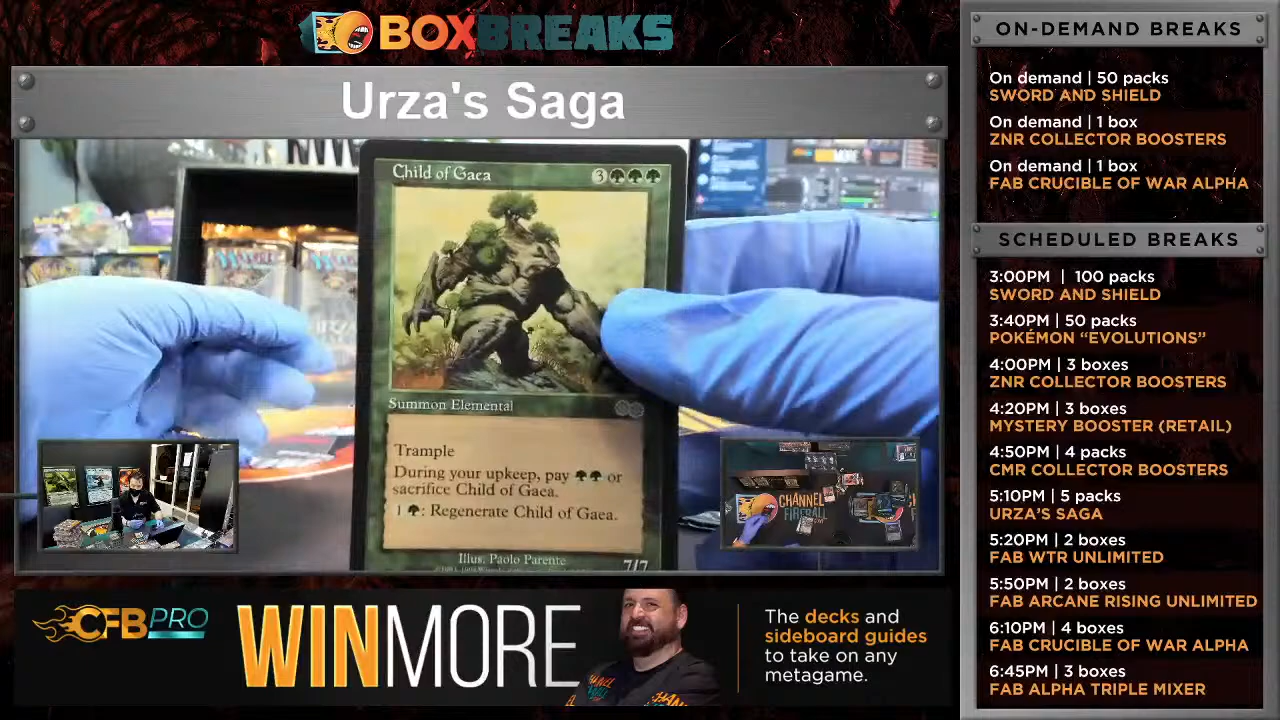 BOXBREAKS
Urza's Saga
Child of Gaea
3
Summon Elemental
Trample
During your upkeep, pay or
sacrifice Child of Gaea.
1 : Regenerate Child of Gaea.
Illus. Paolo Parente
7/7
CHANNEL
FIREBALL
CFBPRO
WINMORE
The decks and
sideboard guides
to take on any
metagame.
ON-DEMAND BREAKS
On demand | 50 packs
SWORD AND SHIELD
On demand | 1 box
ZNR COLLECTOR BOOSTERS
On demand | 1 box
FAB CRUCIBLE OF WAR ALPHA
SCHEDULED BREAKS
3:00PM | 100 packs
SWORD AND SHIELD
3:40PM | 50 packs
POKÉMON “EVOLUTIONS”
4:00PM | 3 boxes
ZNR COLLECTOR BOOSTERS
4:20PM | 3 boxes
MYSTERY BOOSTER (RETAIL)
4:50PM | 4 packs
CMR COLLECTOR BOOSTERS
5:10PM | 5 packs
URZA'S SAGA
5:20PM | 2 boxes
FAB WTR UNLIMITED
5:50PM | 2 boxes
FAB ARCANE RISING UNLIMITED
6:10PM | 4 boxes
FAB CRUCIBLE OF WAR ALPHA
6:45PM | 3 boxes
FAB ALPHA TRIPLE MIXER